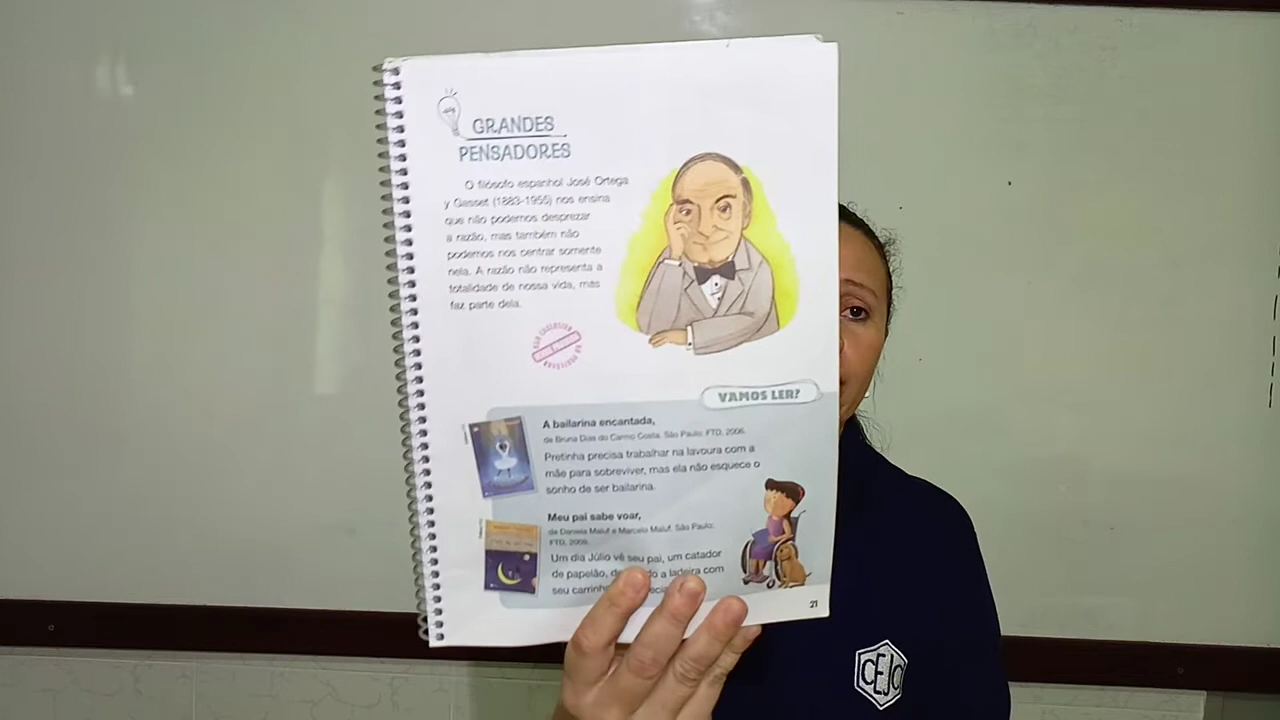 GRANDES
PENSADORES
O filósofo espanhol José Ortega
y Gasset (1883-1955) nos ensina
que não podemos desprezar
a razão, mas também não
podemos nos centrar somente
nela. A razão não representa a
totalidade de nossa vida, mas
faz parte dela.
VAMOS LER?
A bailarina encantada,
de Bruna Dias do Carmo Costa. São Paulo: FTD, 2006.
Pretinha precisa trabalhar na lavoura com a
mãe para sobreviver, mas ela não esquece o
sonho de ser bailarina.
Meu pai sabe voar,
de Daniela Maluf e Marcelo Maluf. São Paulo:
FTD, 2009.
Um dia Júlio vê seu pai, um catador
de papelão, a ladeira com
seu carrinho
21
CEJC